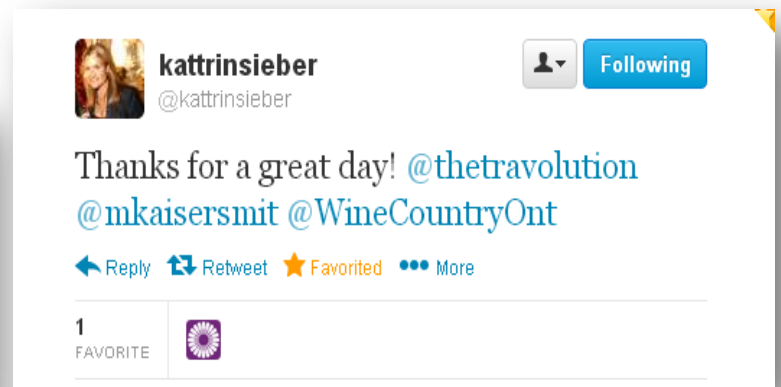 kattrinsieber
@kattrinsieber
Following
Thanks for a great day! @thetravolution
@mkaisersmit @WineCountryOnt
Reply Retweet Favorited More
1
FAVORITE